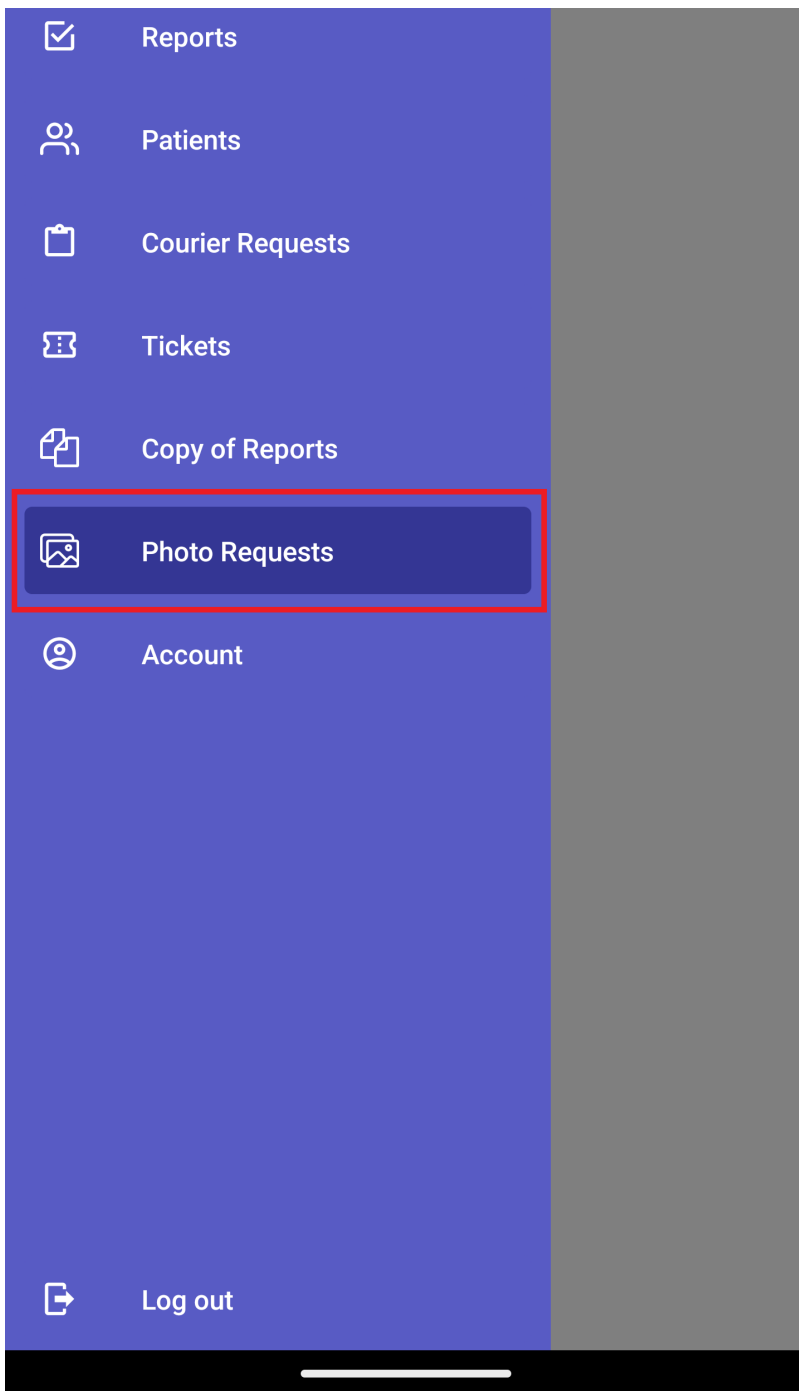 Reports
Patients
Courier Requests
Tickets
Copy of Reports
Photo Requests
Account
Log out